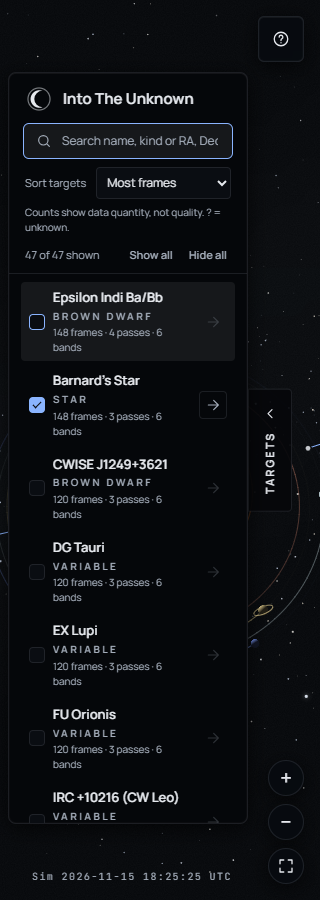 Into The Unknown
Search name, kind or RA, Dec
Sort targets Most frames
Counts show data quantity, not quality. ? =
unknown.
47 of 47 shown Show all Hide all
Epsilon Indi Ba/Bb
BROWN DWARF
148 frames · 4 passes · 6
bands
Barnard's Star
STAR
148 frames · 3 passes · 6
bands
CWISE J1249+3621
BROWN DWARF
120 frames · 3 passes · 6
bands
DG Tauri
VARIABLE
120 frames · 3 passes · 6
bands
EX Lupi
VARIABLE
120 frames · 3 passes · 6
bands
FU Orionis
VARIABLE
120 frames · 3 passes · 6
bands
IRC +10216 (CW Leo)
VARIABLE
TARGETS
Sim 2026-11-15 18:25:25 UTC